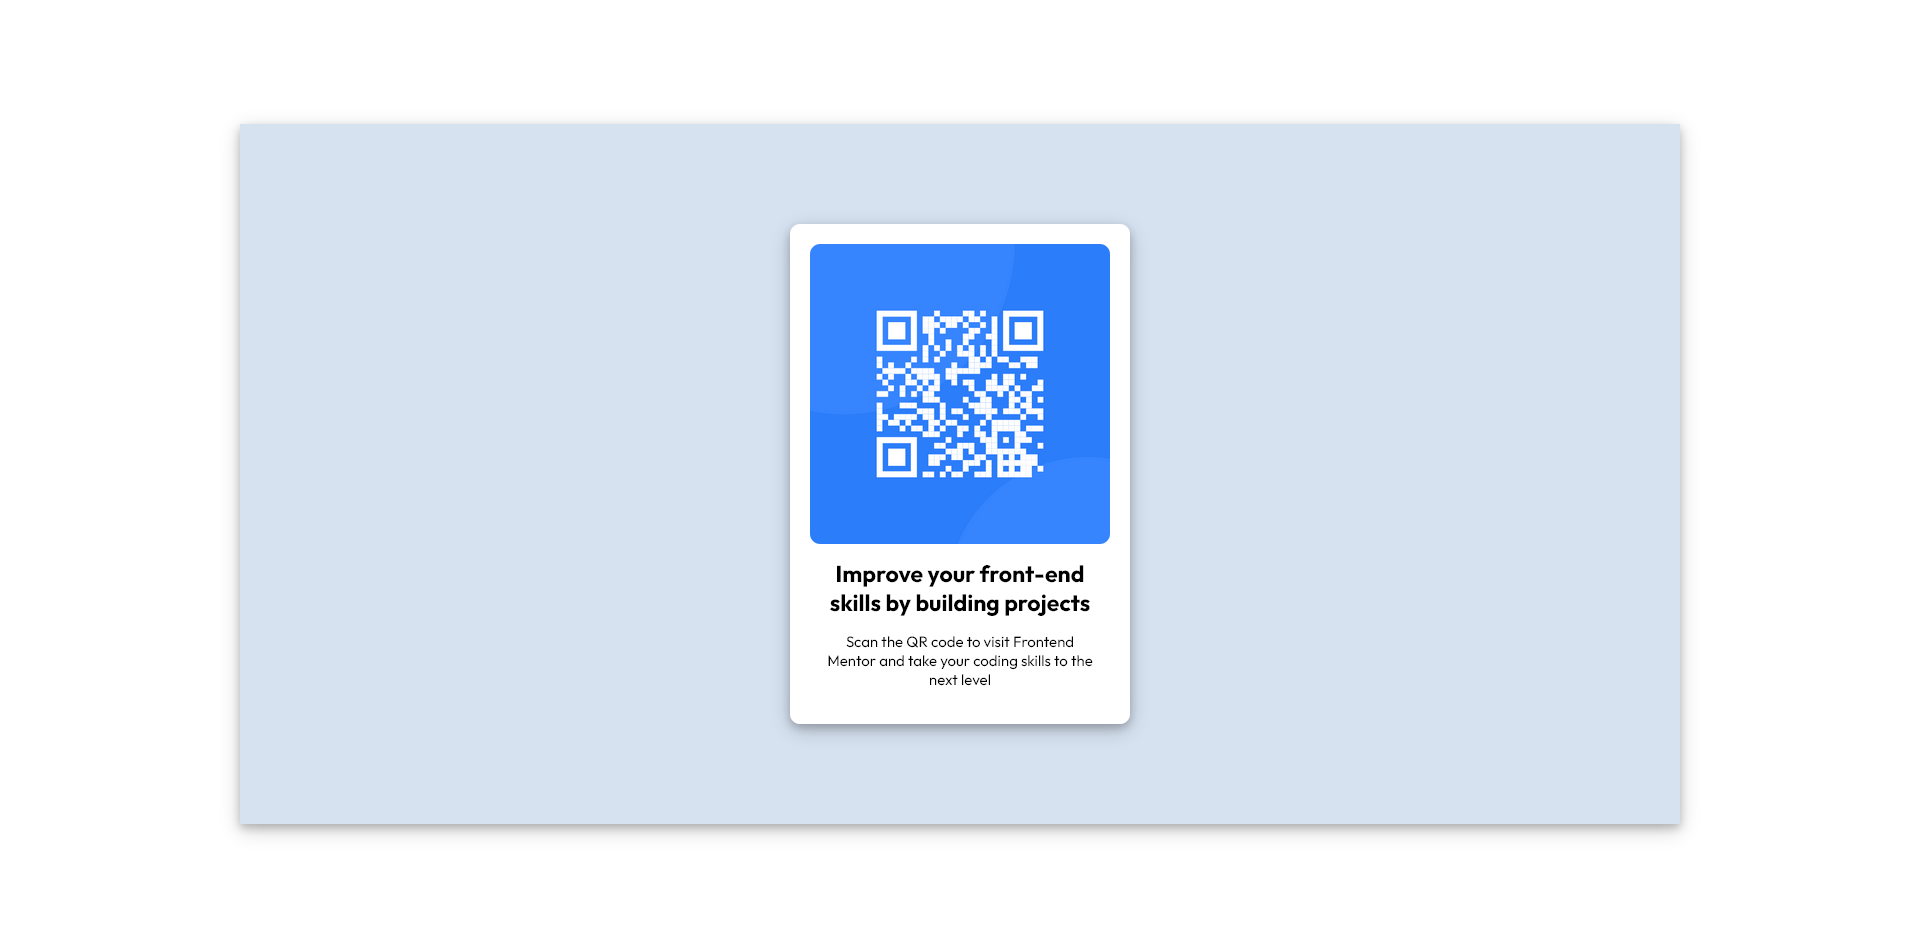 Improve your front-end
skills by building projects
Scan the QR code to visit Frontend
Mentor and take your coding skills to the
next level